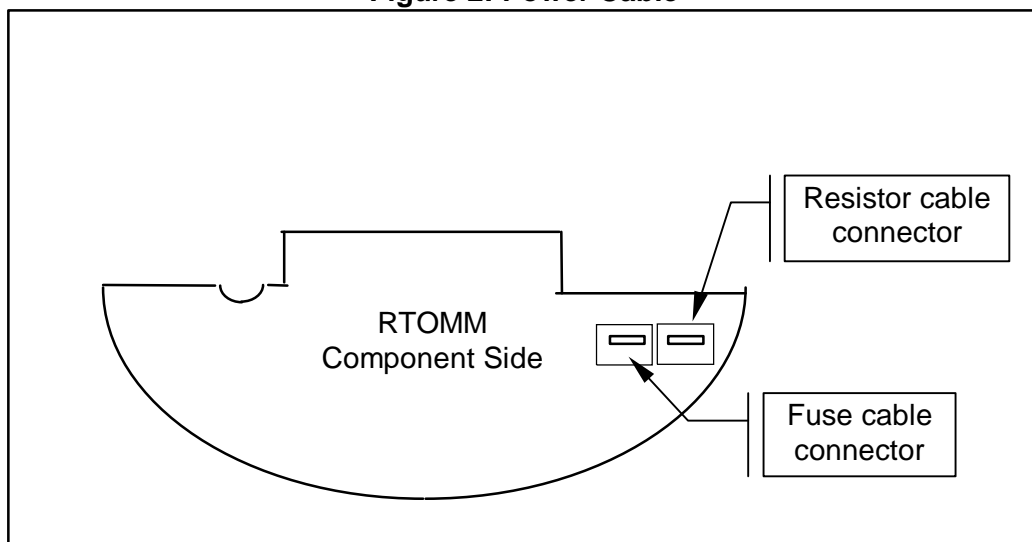 Figure 2. Power Cable
Resistor cable
connector
RTOMM
Component Side
Fuse cable
connector